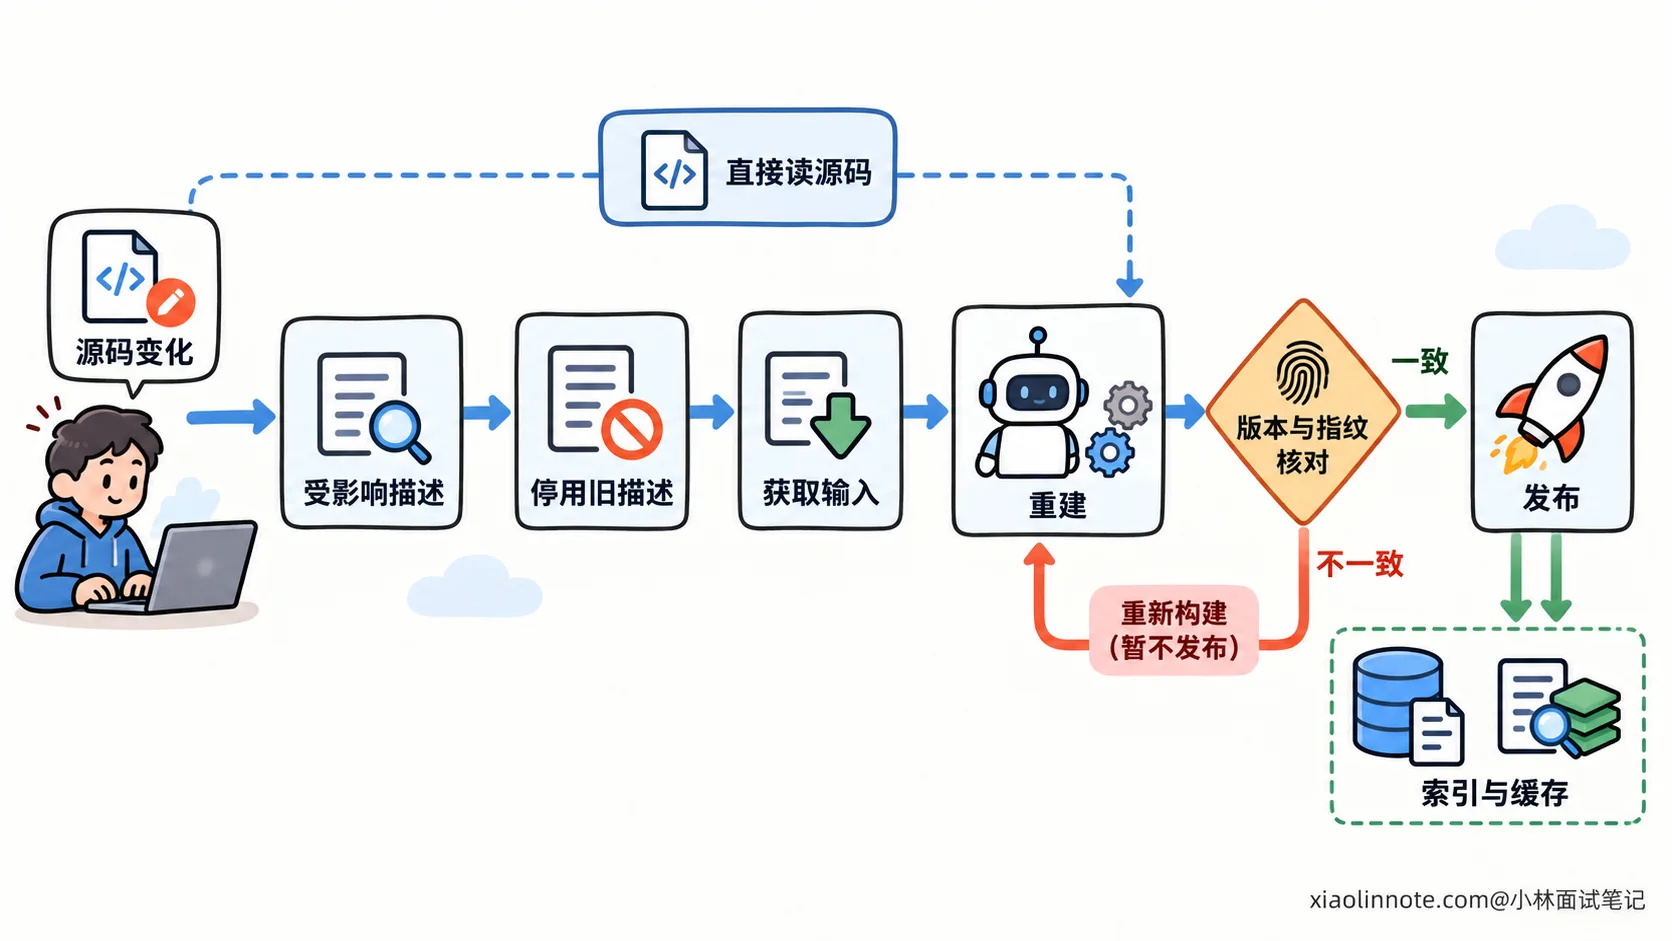 直接读源码
源码变化
受影响描述
停用旧描述
获取输入
重建
版本与指纹
核对
一致
发布
不一致
重新构建
(暂不发布)
索引与缓存
xiaolinnote.com@小林面试笔记